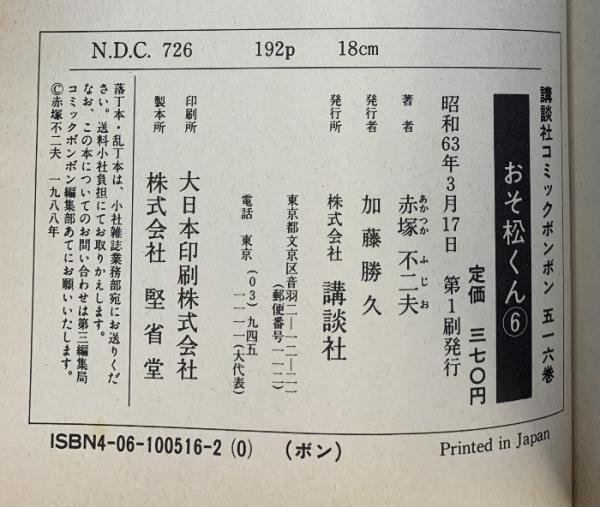 N.D.C. 726 192p 18cm
講談社コミックボンボン 五一六巻
おそ松くん⑥
定価 三七〇円
昭和63年3月17日 第1刷発行
著者 赤塚不二夫
あかつか ふじお
発行者 加藤勝久
発行所 株式会社 講談社
東京都文京区音羽二—一二—二一
(郵便番号一一二)
電話 東京(03)九四五
一一一一(大代表)
印刷所 大日本印刷株式会社
製本所 株式会社 堅省堂
落丁本・乱丁本は、小社雑誌業務部宛にお送りくだ
さい。送料小社負担にてお取りかえします。
なお、この本についてのお問い合わせは第三編集局
コミックボンボン編集部あてにお願いいたします。
©赤塚不二夫 一九八八年
ISBN4-06-100516-2 (0) (ボン)
Printed in Japan